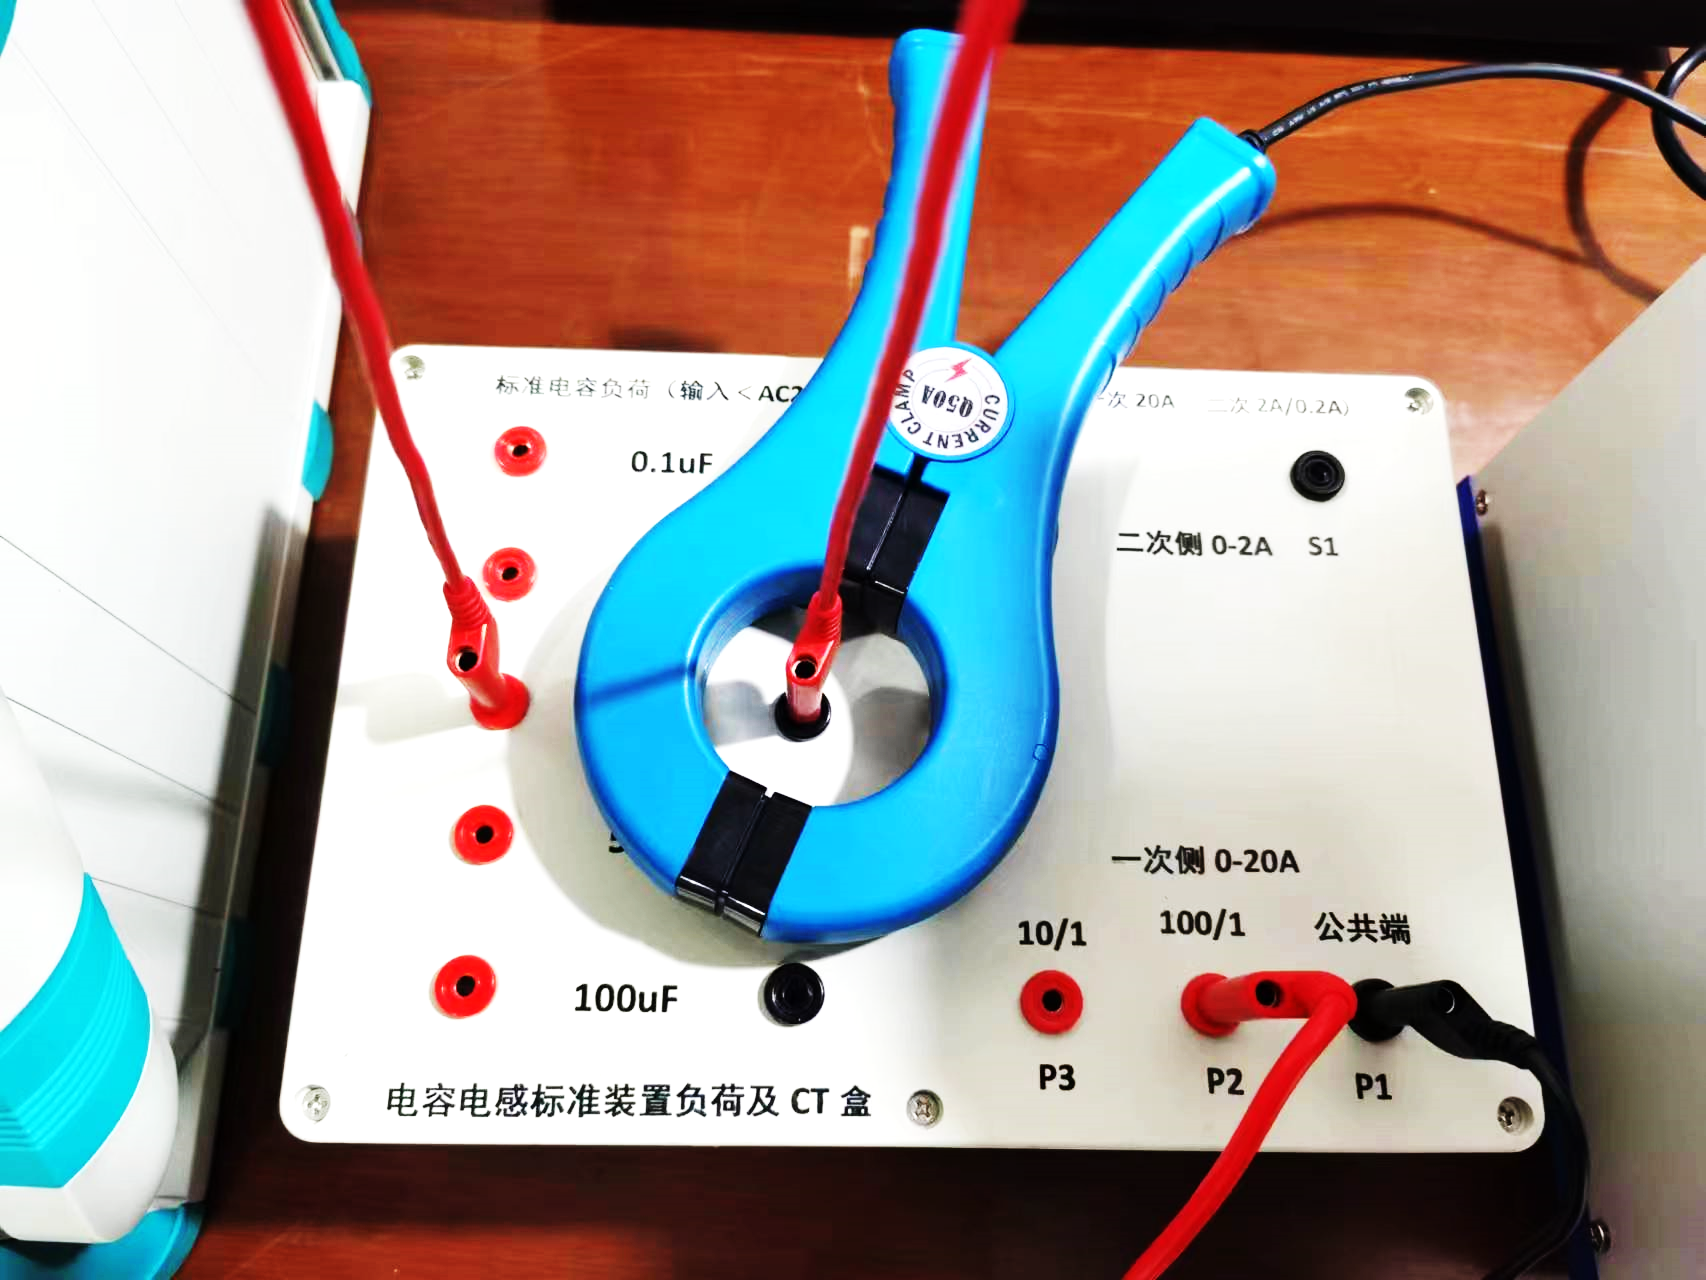 标准电容负荷（输入＜AC2
次 20A 二次 2A/0.2A）
0.1uF
CURRENT CLAMP
Q50A
二次侧 0-2A S1
一次侧 0-20A
10/1 100/1 公共端
100uF
P3 P2 P1
电容电感标准装置负荷及 CT 盒